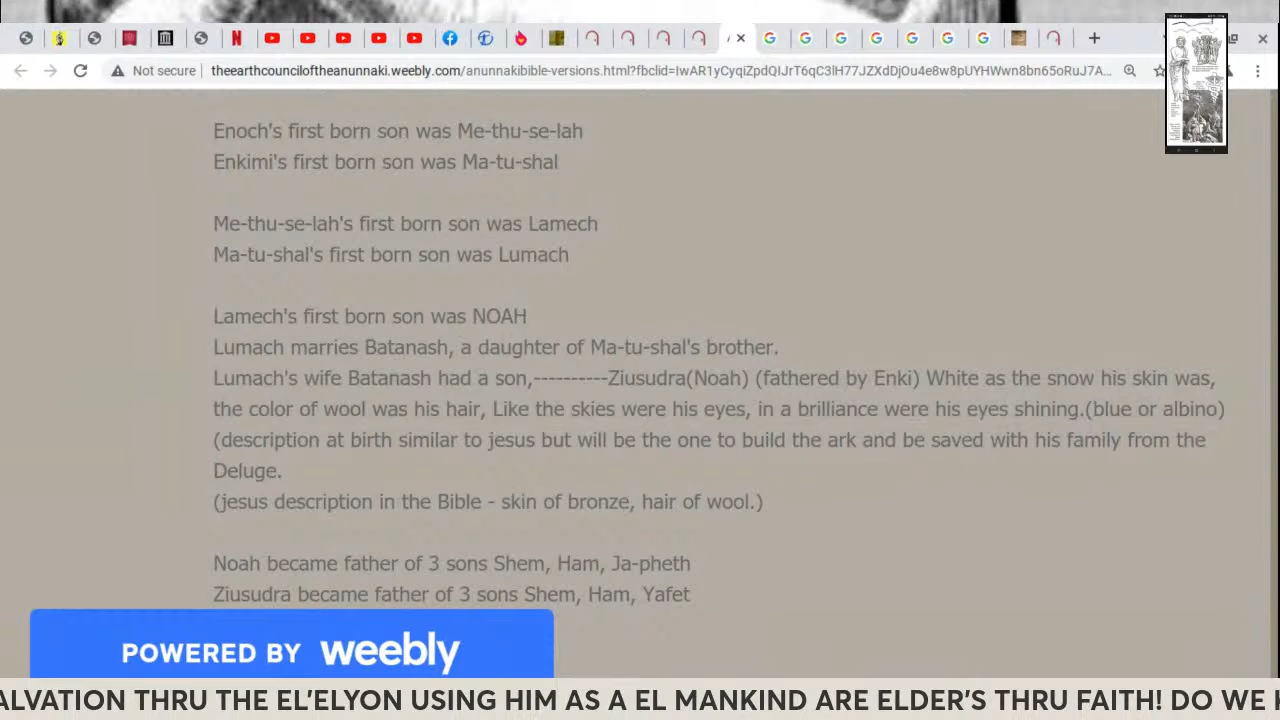 Not secure
theearthcounciloftheanunnaki.weebly.com/anunnakibible-versions.html?fbclid=
Enoch's first born son was Me-thu-se-lah
Enkimi's first born son was Ma-tu-shal
Me-thu-se-lah's first born son was Lamech
Ma-tu-shal's first born son was Lumach
Lamech's first born son was NOAH
Lumach marries Batanash, a daughter of Ma-tu-shal's brother.
Lumach's wife Batanash had a son,----------Ziusudra(Noah) (fathered by Enki) White as the snow his skin was,
the color of wool was his hair, Like the skies were his eyes, in a brilliance were his eyes shining.(blue or albino)
(description at birth similar to jesus but will be the one to build the ark and be saved with his family from the
Deluge.
(jesus description in the Bible - skin of bronze, hair of wool.)
Noah became father of 3 sons Shem, Ham, Ja-pheth
Ziusudra became father of 3 sons Shem, Ham, Yafet
POWERED BY weebly
ALVATION THRU THE EL'ELYON USING HIM AS A EL MANKIND ARE ELDER'S THRU FAITH! DO WE